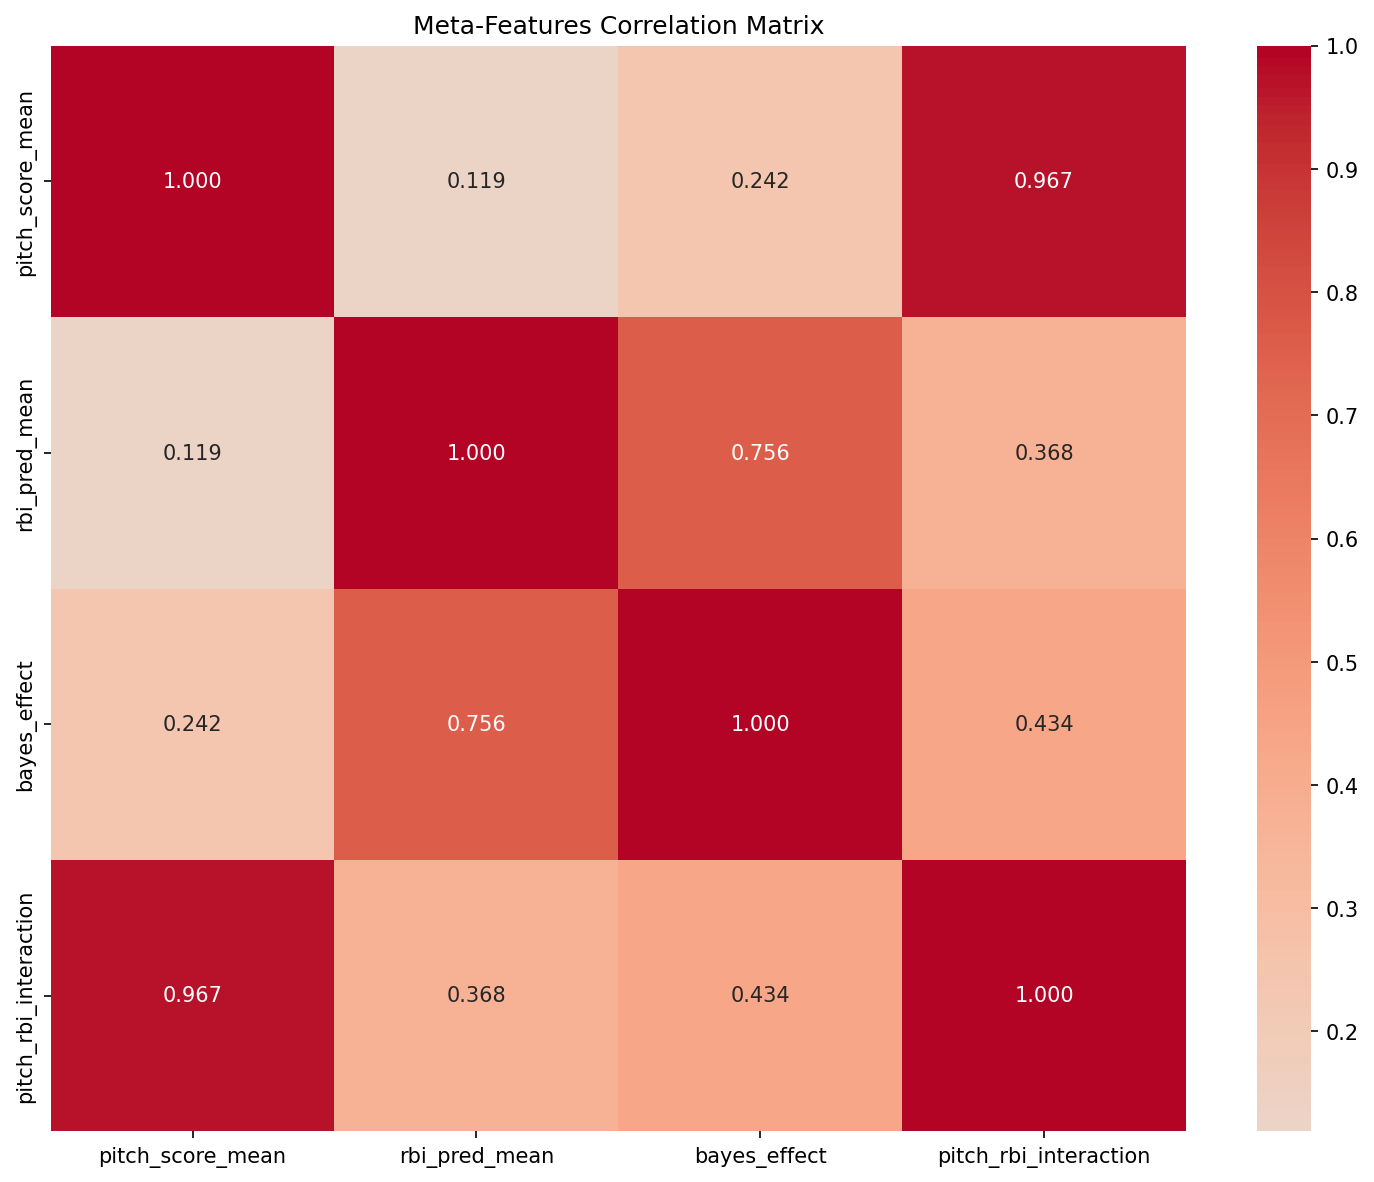 Meta-Features Correlation Matrix
pitch_score_mean
1.000 0.119 0.242 0.967
rbi_pred_mean
0.119 1.000 0.756 0.368
bayes_effect
0.242 0.756 1.000 0.434
pitch_rbi_interaction
0.967 0.368 0.434 1.000
pitch_score_mean rbi_pred_mean bayes_effect pitch_rbi_interaction
1.0
0.9
0.8
0.7
0.6
0.5
0.4
0.3
0.2